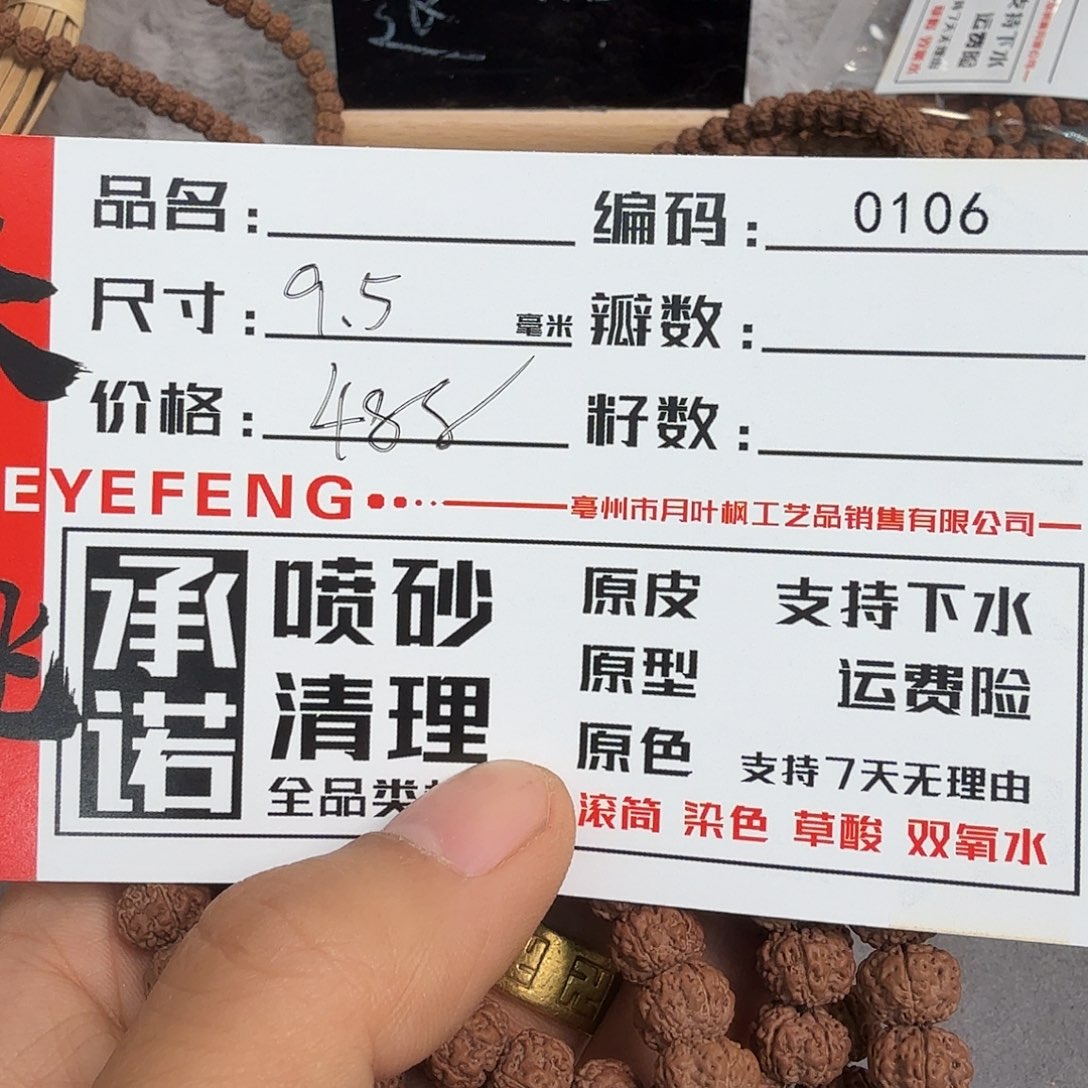 品名： 编码：0106
尺寸：9.5毫米 瓣数：
价格：488 籽数：
EYEFENG 亳州市月叶枫工艺品销售有限公司
承诺
喷砂
清理
全品类
原皮 支持下水
原型 运费险
原色 支持7天无理由
滚筒 染色 草酸 双氧水